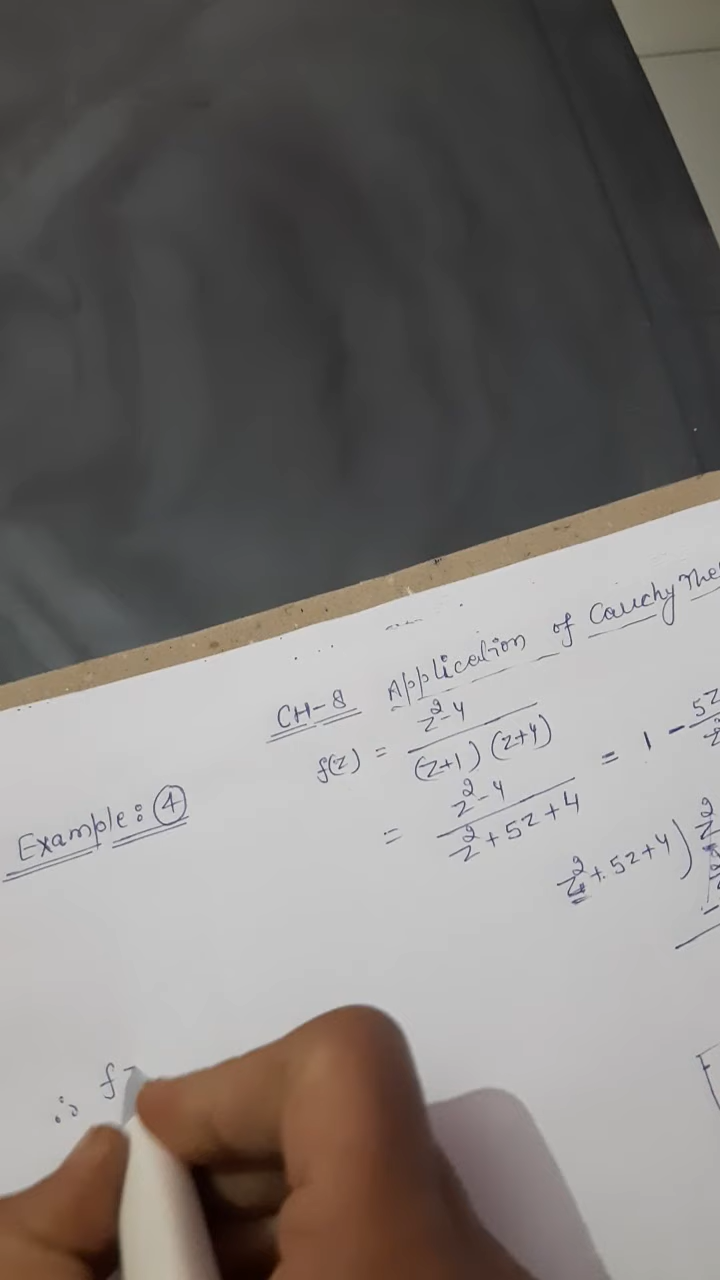 CH-8 Application of Cauchy The
Example: ④ f(z) = z²-4 / (z+1) (z+4)
= z²-4 / z²+5z+4 = 1 - 5z
z²+5z+4 ) z²
∴ f